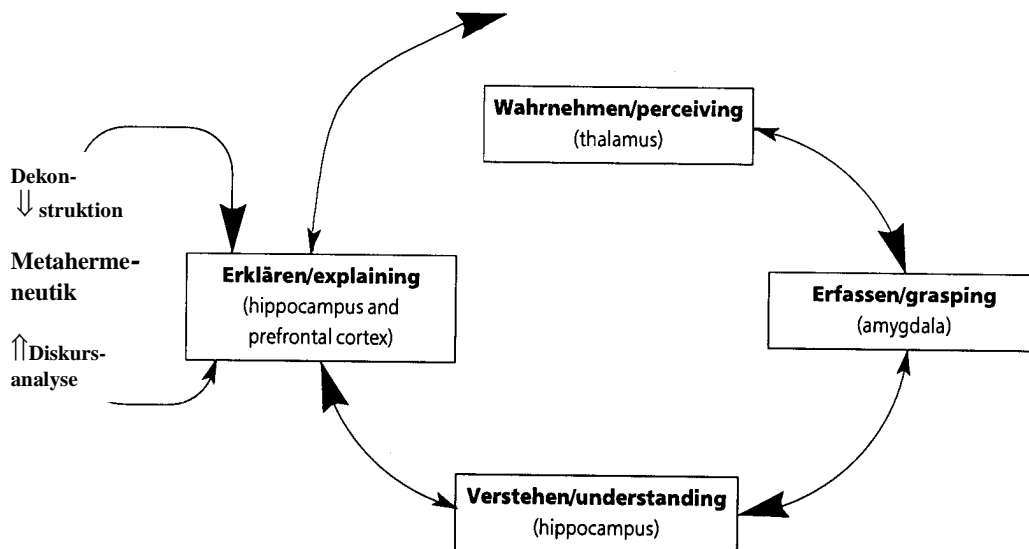 Wahrnehmen/perceiving
(thalamus)
Dekon-
⇓ struktion
Metaherme-
neutik
⇑Diskurs-
analyse
Erklären/explaining
(hippocampus and
prefrontal cortex)
Erfassen/grasping
(amygdala)
Verstehen/understanding
(hippocampus)